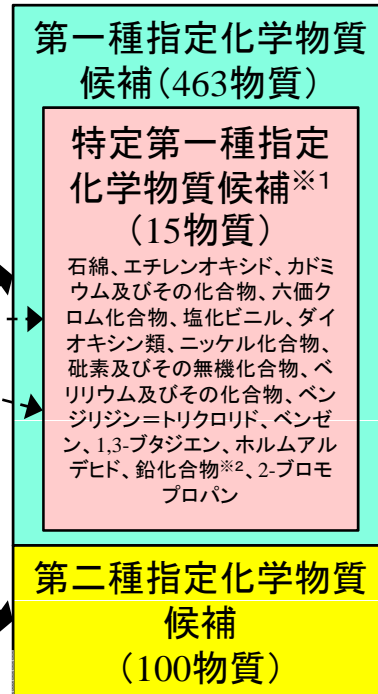 第一種指定化学物質
候補(463物質)
特定第一種指定
化学物質候補※1
(15物質)
石綿、エチレンオキシド、カドミ
ウム及びその化合物、六価ク
ロム化合物、塩化ビニル、ダイ
オキシン類、ニッケル化合物、
砒素及びその無機化合物、ベ
リリウム及びその化合物、ベン
ジリジン＝トリクロリド、ベンゼ
ン、1,3-ブタジエン、ホルムアル
デヒド、鉛化合物※2、2-ブロモ
プロパン
第二種指定化学物質
候補
(100物質)